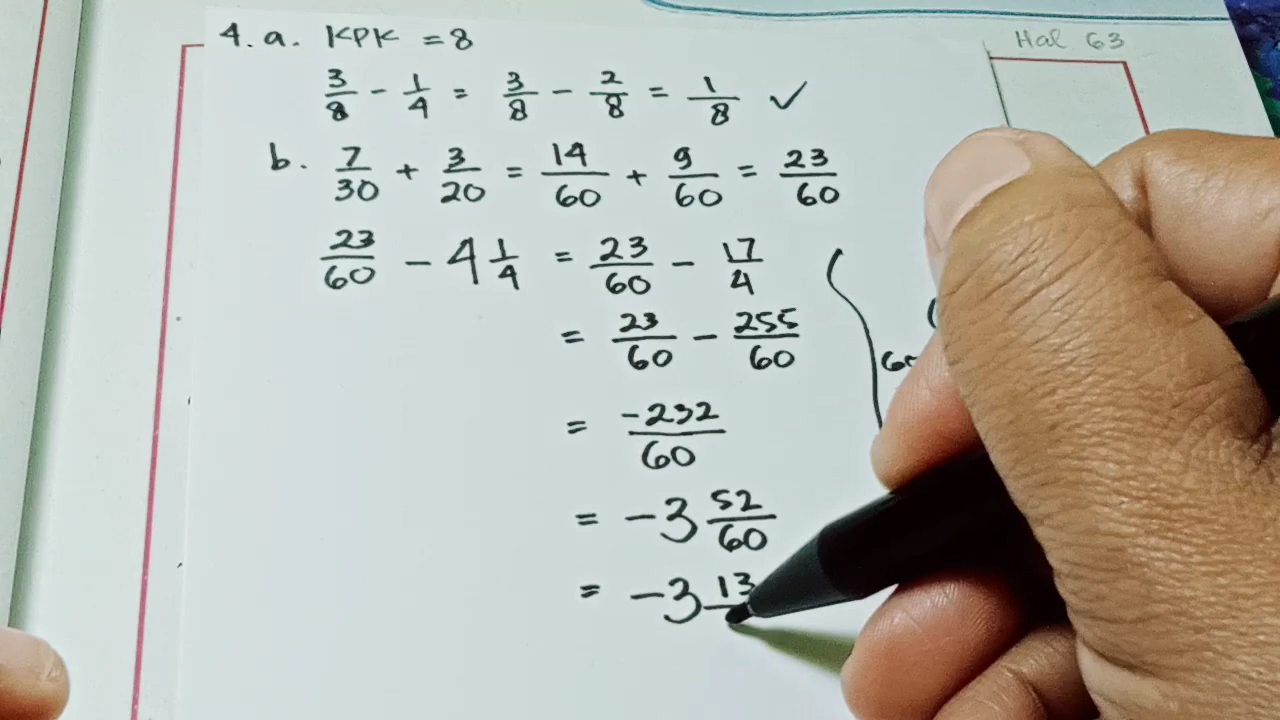 Hal 63
4. a. KPK = 8
3/8 - 1/4 = 3/8 - 2/8 = 1/8 ✓
b. 7/30 + 3/20 = 14/60 + 9/60 = 23/60
23/60 - 4 1/4 = 23/60 - 17/4
= 23/60 - 255/60
= -232/60
= -3 52/60
= -3 13/